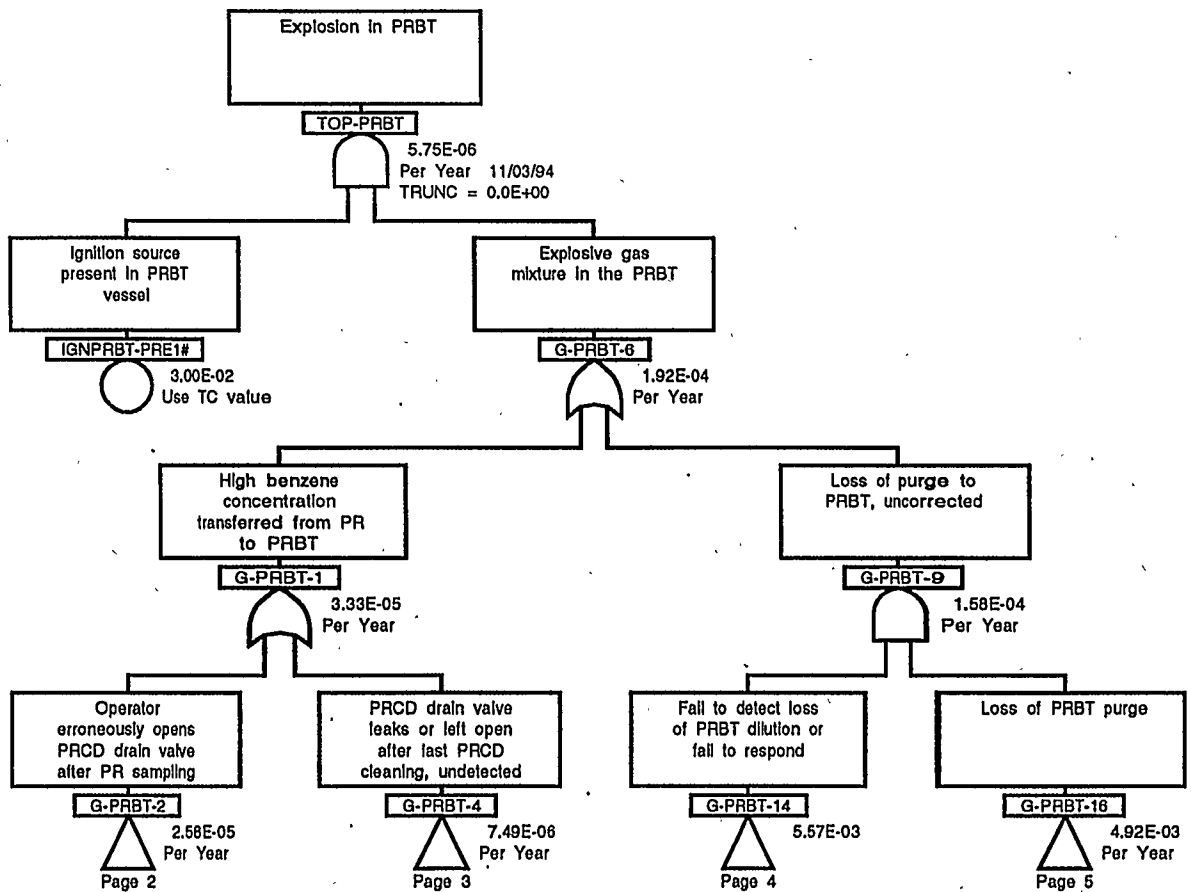 Explosion in PRBT
TOP-PRBT
5.75E-06
Per Year 11/03/94
TRUNC = 0.0E+00
Ignition source
present in PRBT
vessel
IGNPRBT-PRE1#
3.00E-02
Use TC value
Explosive gas
mixture in the PRBT
G-PRBT-6
1.92E-04
Per Year
High benzene
concentration
transferred from PR
to PRBT
G-PRBT-1
3.33E-05
Per Year
Loss of purge to
PRBT, uncorrected
G-PRBT-9
1.58E-04
Per Year
Operator
erroneously opens
PRCD drain valve
after PR sampling
G-PRBT-2
2.58E-05
Per Year
Page 2
PRCD drain valve
leaks or left open
after last PRCD
cleaning, undetected
G-PRBT-4
7.49E-06
Per Year
Page 3
Fail to detect loss
of PRBT dilution or
fail to respond
G-PRBT-14
5.57E-03
Page 4
Loss of PRBT purge
G-PRBT-16
4.92E-03
Per Year
Page 5